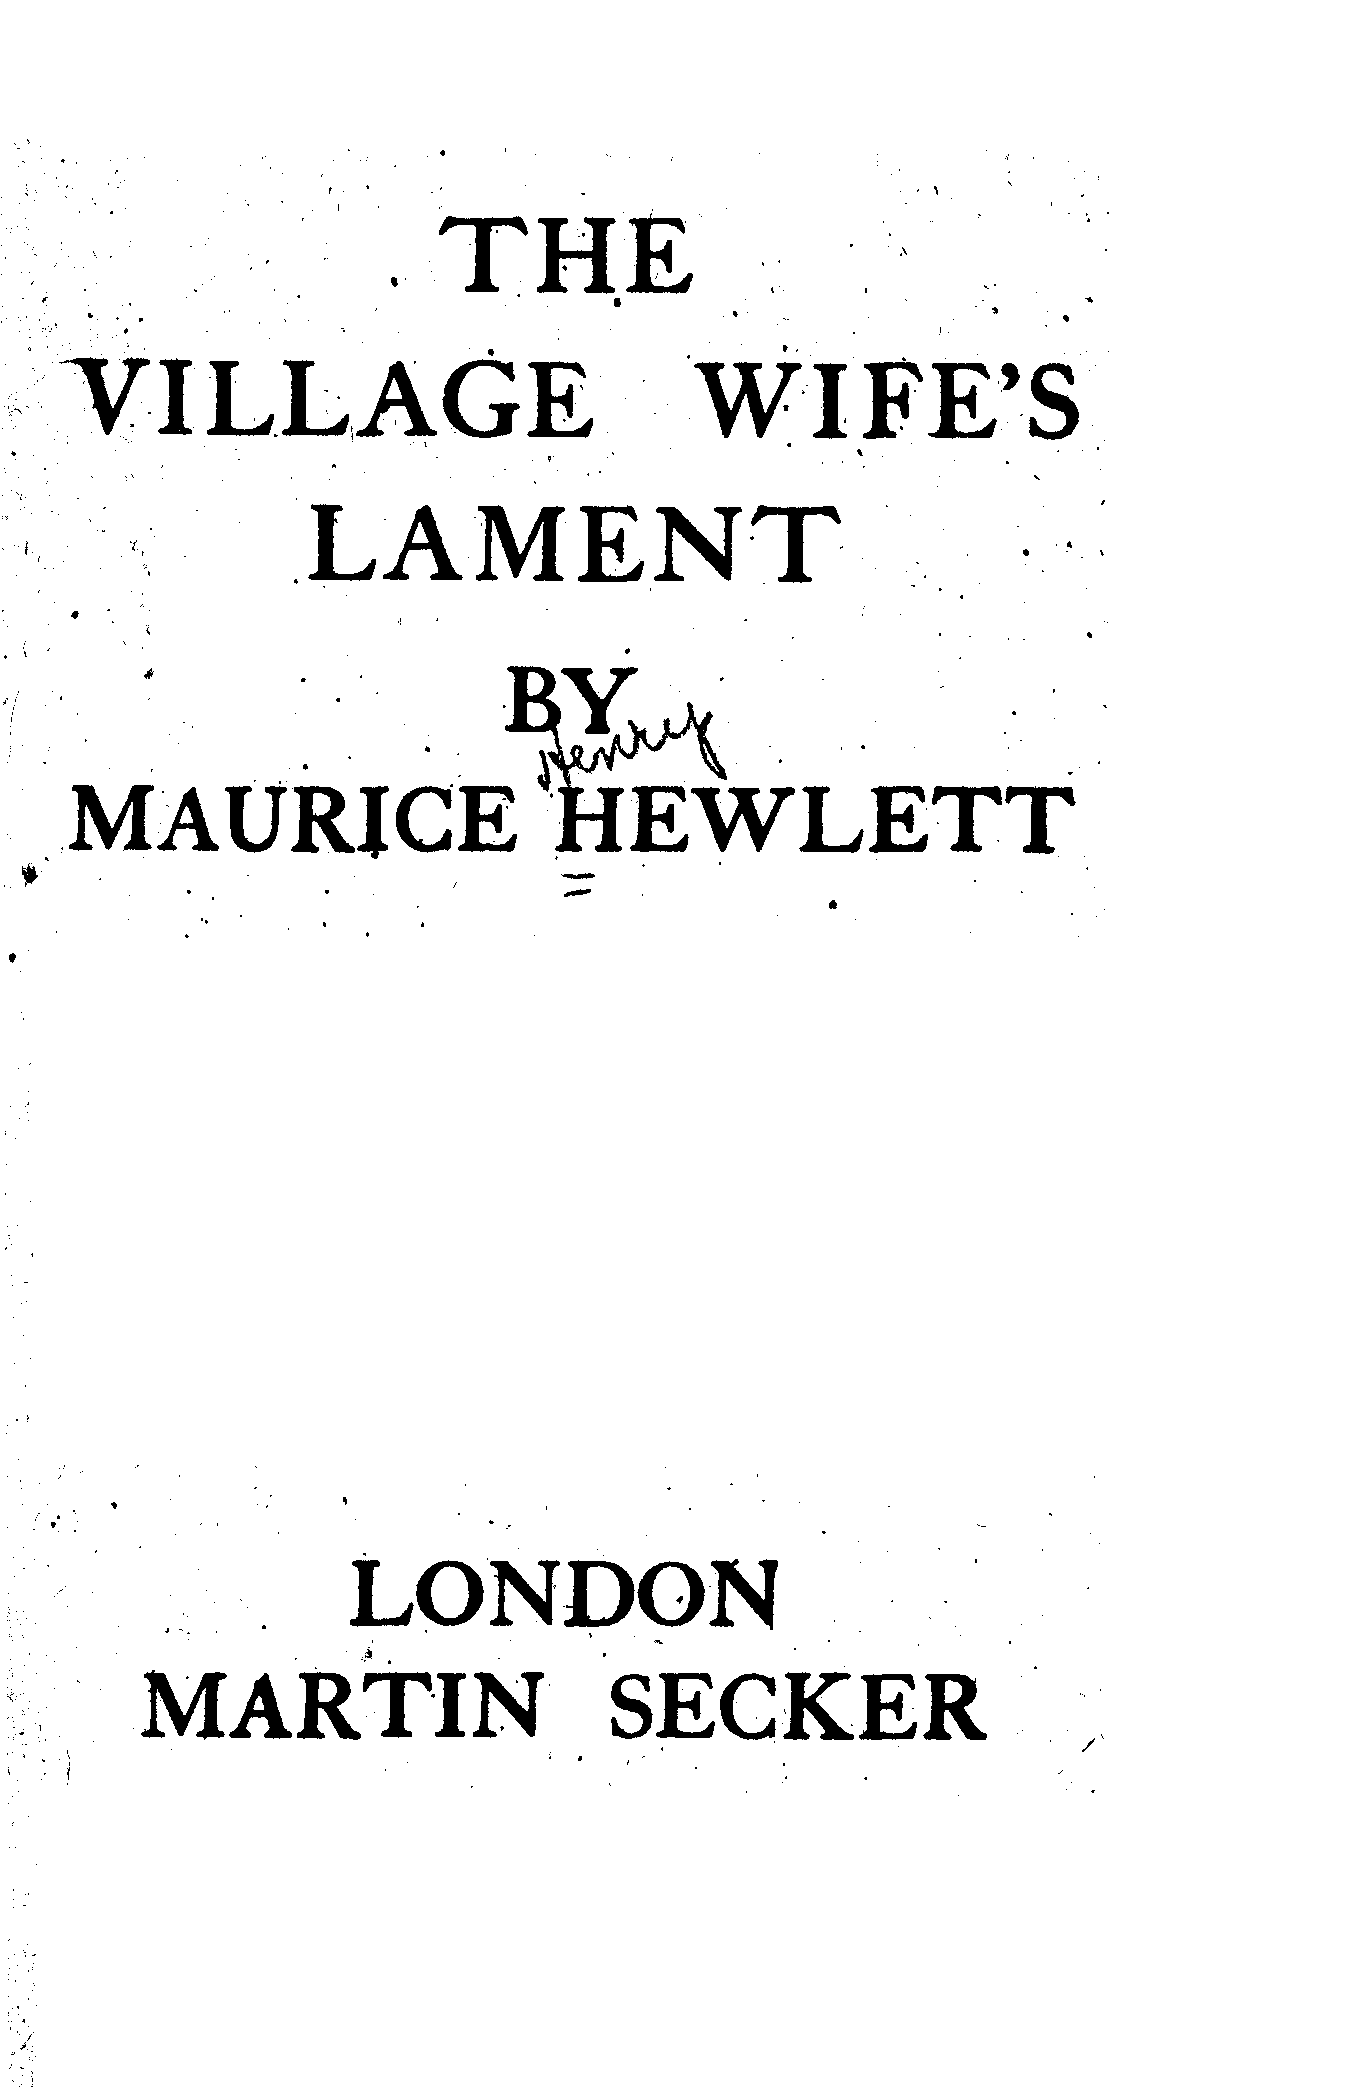 THE
VILLAGE WIFE'S
LAMENT
BY
Henry
MAURICE HEWLETT
LONDON
MARTIN SECKER